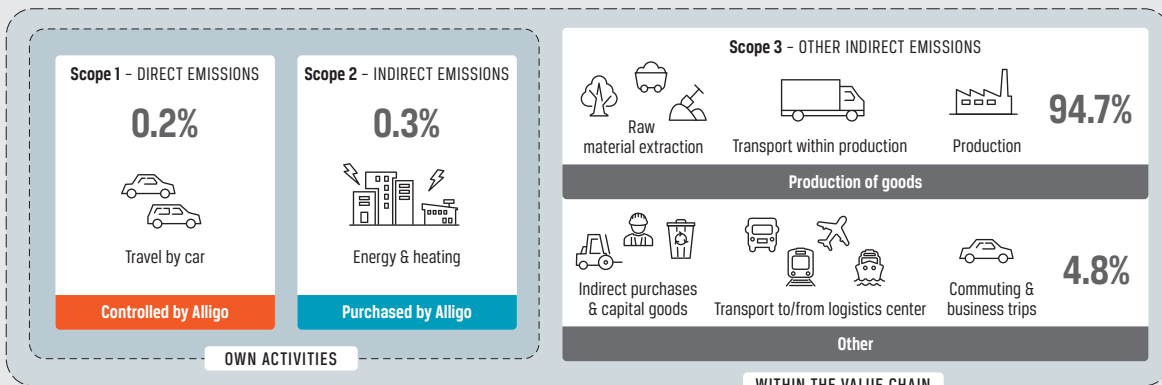 Scope 1 – DIRECT EMISSIONS
0.2%
Travel by car
Controlled by Alligo
Scope 2 – INDIRECT EMISSIONS
0.3%
Energy & heating
Purchased by Alligo
OWN ACTIVITIES
Scope 3 – OTHER INDIRECT EMISSIONS
Raw
material extraction
Transport within production
Production
94.7%
Production of goods
Indirect purchases
& capital goods
Transport to/from logistics center
Commuting &
business trips
4.8%
Other
WITHIN THE VALUE CHAIN